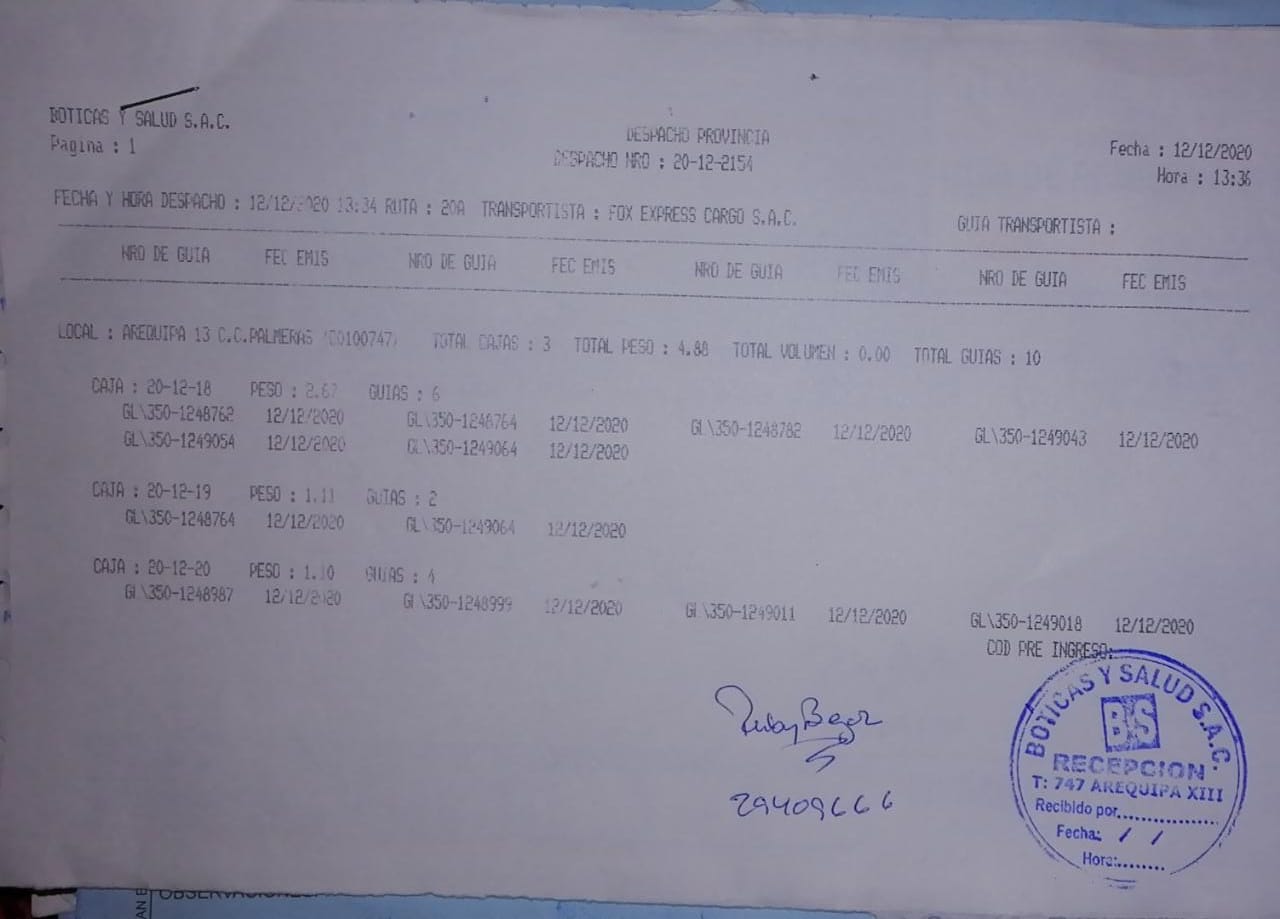 BOTICAS Y SALUD S.A.C.
Pagina : 1
DESPACHO PROVINCIA
DESPACHO NRO : 20-12-2154
Fecha : 12/12/2020
Hora : 13:36
FECHA Y HORA DESPACHO : 12/12/2020 13:34 RUTA : 20A TRANSPORTISTA : FOX EXPRESS CARGO S.A.C. GUIA TRANSPORTISTA :
NRO DE GUIA FEC EMIS NRO DE GUIA FEC EMIS NRO DE GUIA FEC EMIS NRO DE GUIA FEC EMIS
LOCAL : AREQUIPA 13 C.C.PALMERAS TOTAL CAJAS : 3 TOTAL PESO : 4.88 TOTAL VOLUMEN : 0.00 TOTAL GUIAS : 10
CAJA : 20-12-18 PESO : 2.67 GUIAS : 6
GL\350-1248762 12/12/2020 GL\350-1248764 12/12/2020 GL\350-1248782 12/12/2020 GL\350-1249043 12/12/2020
GL\350-1249054 12/12/2020 GL\350-1249064 12/12/2020
CAJA : 20-12-19 PESO : 1.11 GUIAS : 2
GL\350-1248764 12/12/2020 GL\350-1249064 12/12/2020
CAJA : 20-12-20 PESO : 1.10 GUIAS : 4
GL\350-1248987 12/12/2020 GL\350-1248999 12/12/2020 GL\350-1249011 12/12/2020 GL\350-1249018 12/12/2020
COD PRE INGRESO:
29409666
BOTICAS Y SALUD S.A.C.
BS
RECEPCION
T: 747 AREQUIPA XIII
Recibido por..................
Fecha: / /
Hora:........